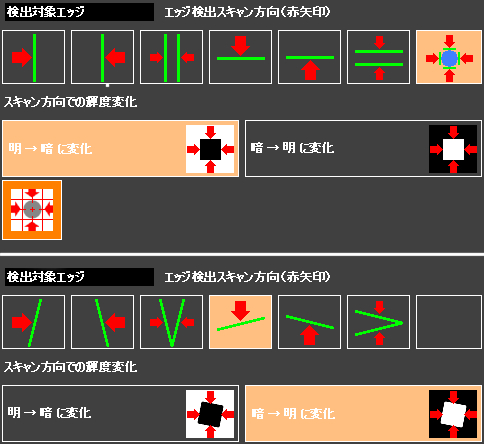 検出対象エッジ エッジ検出スキャン方向(赤矢印)
スキャン方向での輝度変化
明 → 暗 に変化 暗 → 明 に変化
検出対象エッジ エッジ検出スキャン方向(赤矢印)
スキャン方向での輝度変化
明 → 暗 に変化 暗 → 明 に変化